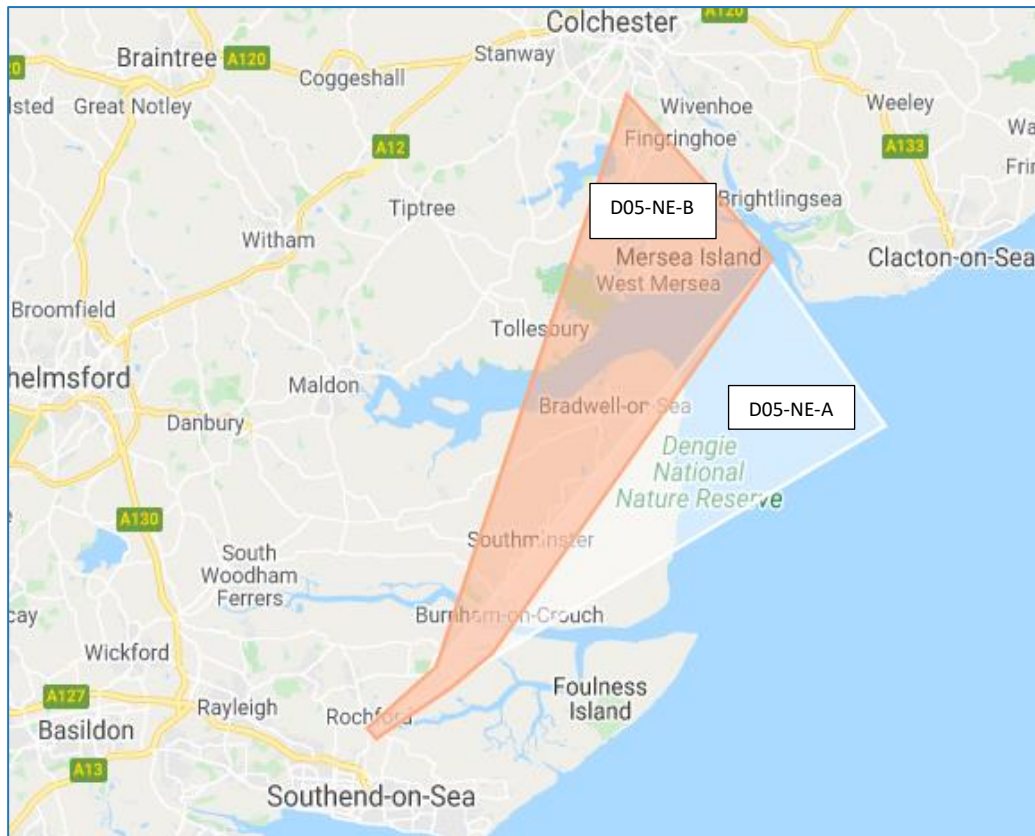 Colchester
A120
Braintree
A120
Stanway
Coggeshall
Great Notley
Wivenhoe
Weeley
A12
Fingringhoe
A133
Tiptree
D05-NE-B
Brightlingsea
Witham
Mersea Island
West Mersea
Clacton-on-Sea
Broomfield
Tollesbury
helmsford
Maldon
Bradwell-on-Sea
D05-NE-A
Danbury
Dengie
National
Nature Reserve
A130
Southminster
South
Woodham
Ferrers
Burnham-on-Crouch
cay
Wickford
Foulness
Island
A127
Rayleigh
Rochford
Basildon
A13
Southend-on-Sea